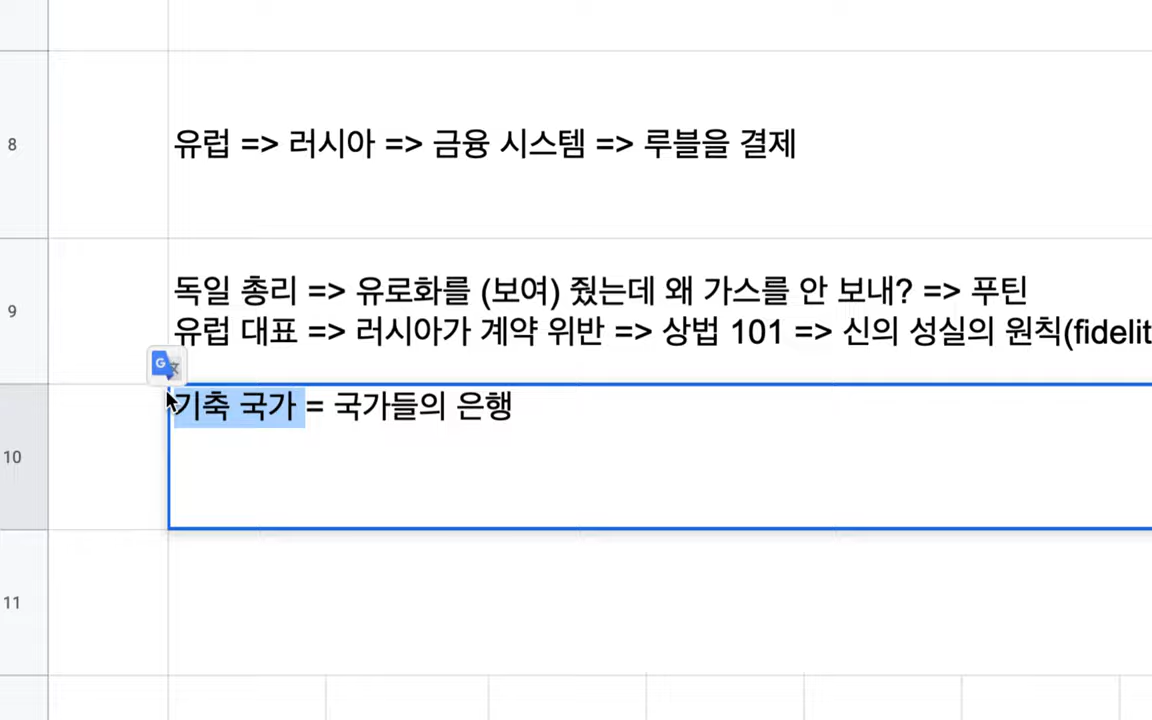 8
유럽 => 러시아 => 금융 시스템 => 루블을 결제
9
독일 총리 => 유로화를 (보여) 줬는데 왜 가스를 안 보내? => 푸틴
유럽 대표 => 러시아가 계약 위반 => 상법 101 => 신의 성실의 원칙(fidelit
10
기축 국가 = 국가들의 은행
11